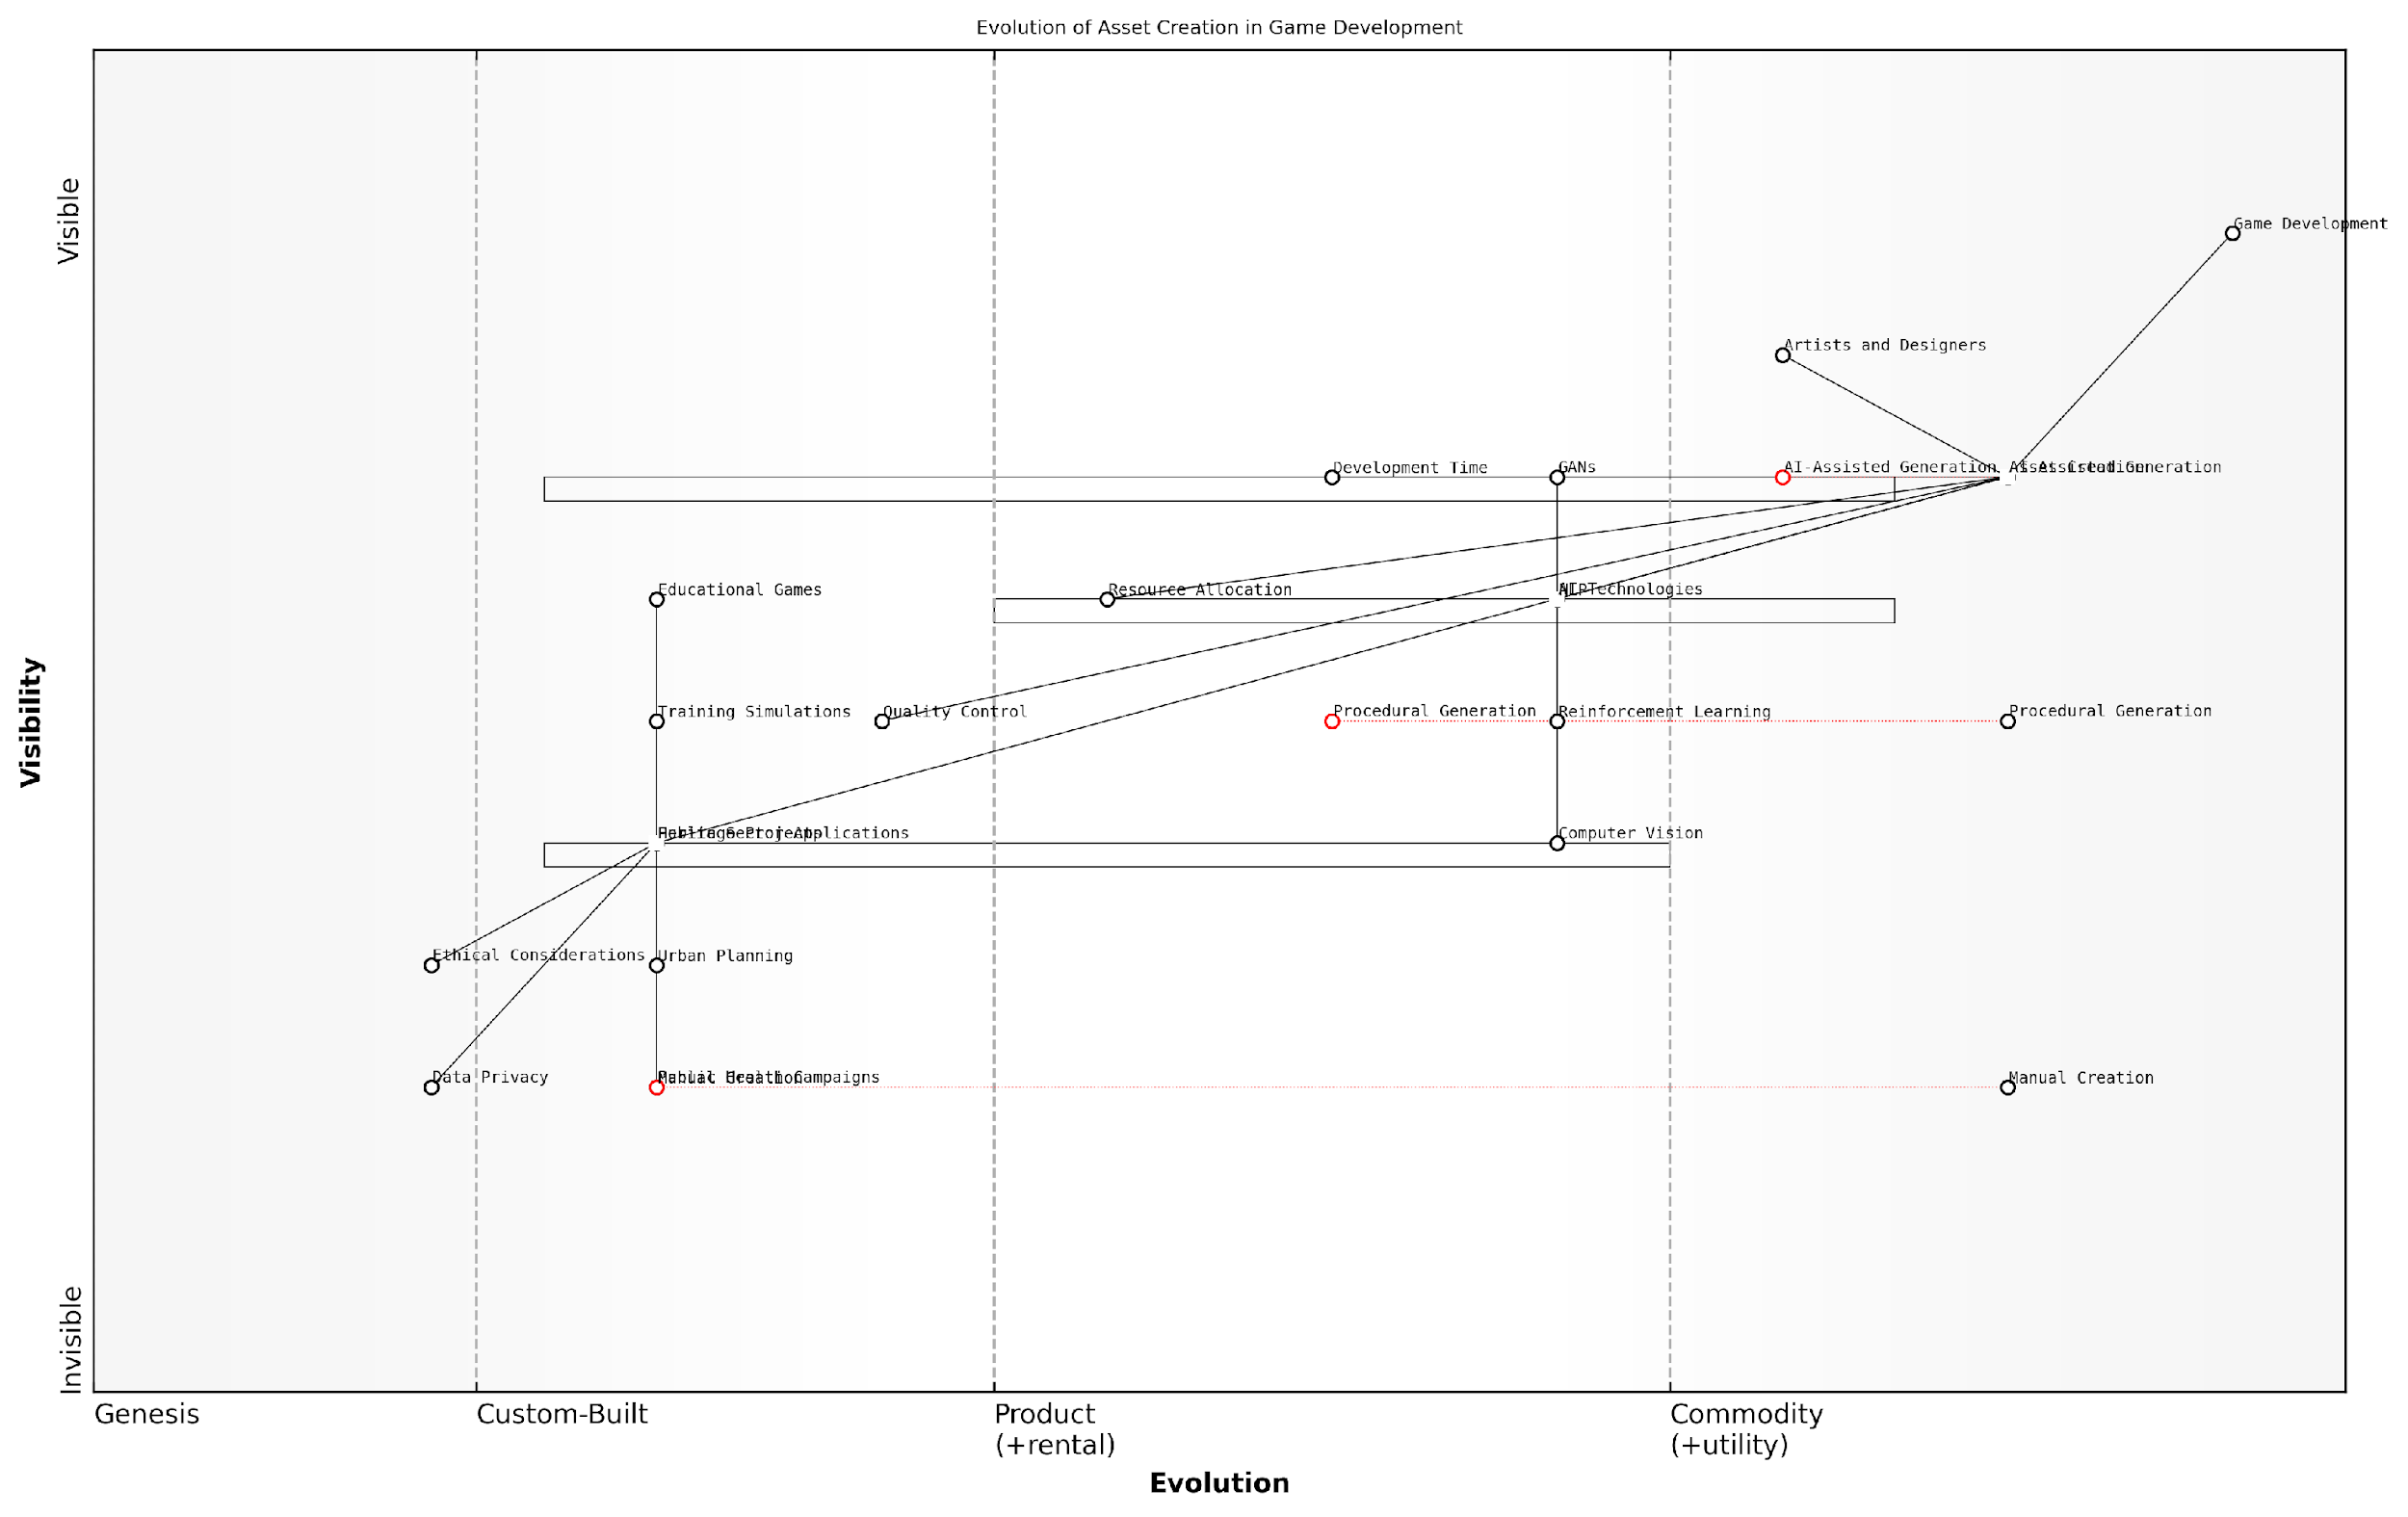 Evolution of Asset Creation in Game Development
Visible
Game Development
Artists and Designers
Development Time
GANs
AI-Assisted Generation
Generation
Educational Games
Resource Allocation
Technologies
Training Simulations
Quality Control
Procedural Generation
Reinforcement Learning
Procedural Generation
Applications
Computer Vision
Ethical Considerations
Urban Planning
Data Privacy
Campaigns
Manual Creation
Visibility
Invisible
Genesis
Custom-Built
Product
(+rental)
Commodity
(+utility)
Evolution